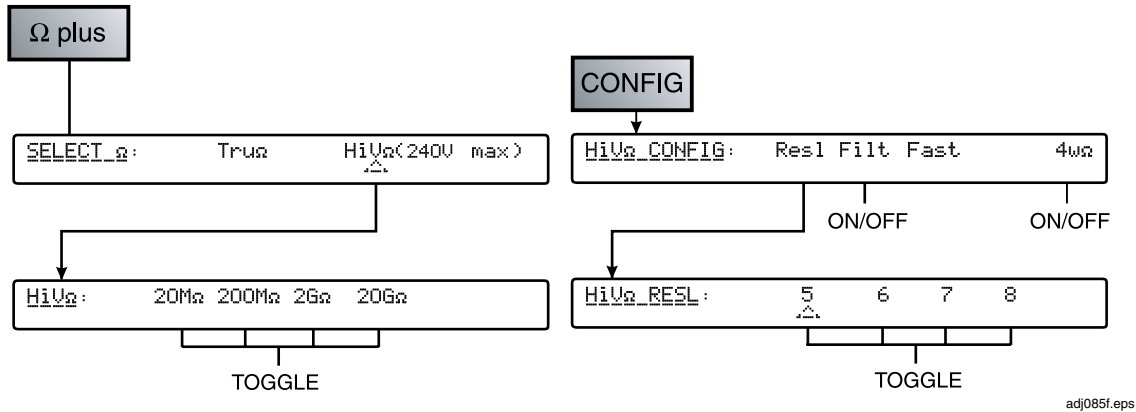 Ω plus
SELECT Ω: TruΩ HiVΩ(240V max)
HiVΩ: 20MΩ 200MΩ 2GΩ 20GΩ
TOGGLE
CONFIG
HiVΩ CONFIG: Resl Filt Fast 4wΩ
ON/OFF ON/OFF
HiVΩ RESL: 5 6 7 8
TOGGLE
adj085f.eps